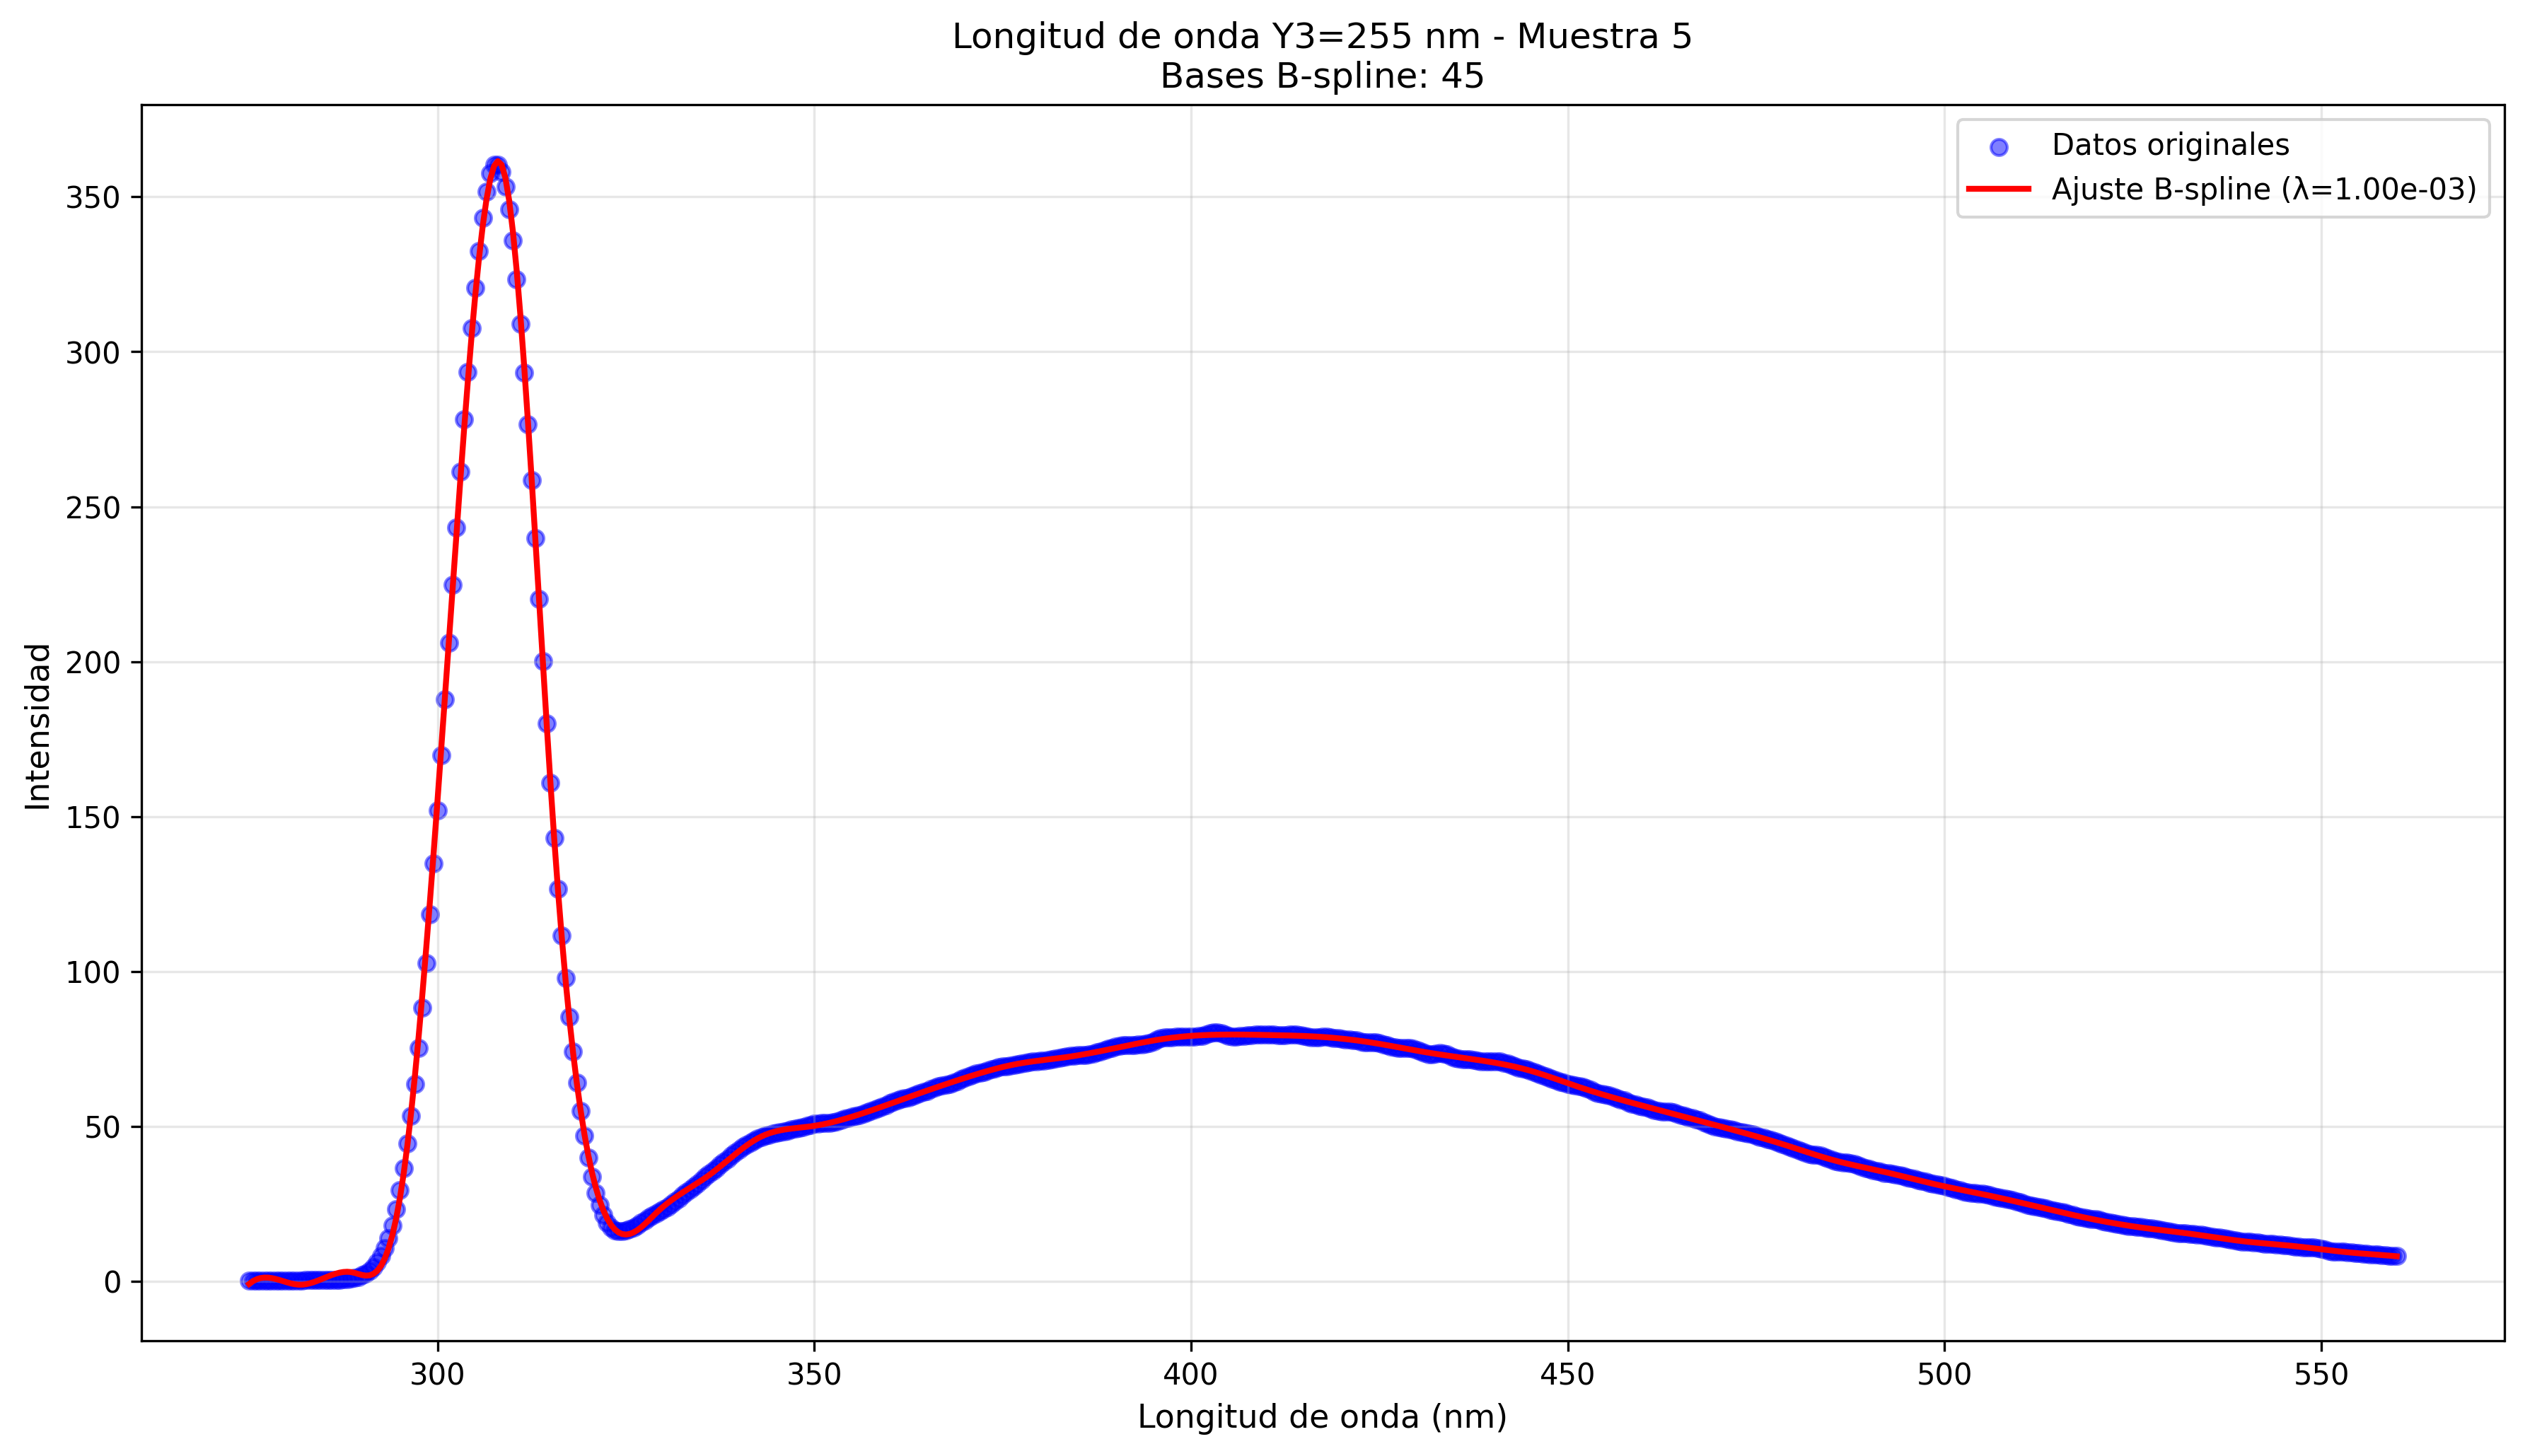 Longitud de onda Y3=255 nm - Muestra 5
Bases B-spline: 45
Datos originales
Ajuste B-spline (λ=1.00e-03)
Intensidad
350
300
250
200
150
100
50
0
300 350 400 450 500 550
Longitud de onda (nm)